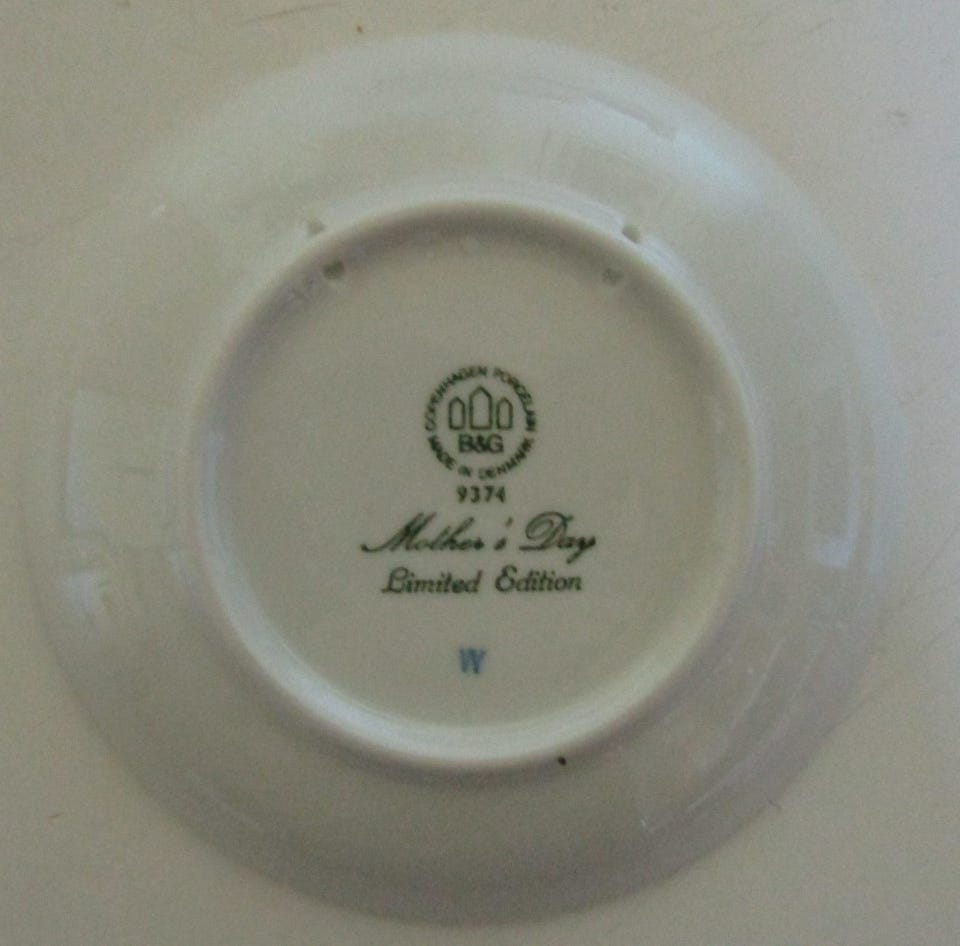 COPENHAGEN PORCELAIN
B&G
MADE IN DENMARK
9374
Mother's Day
Limited Edition
W